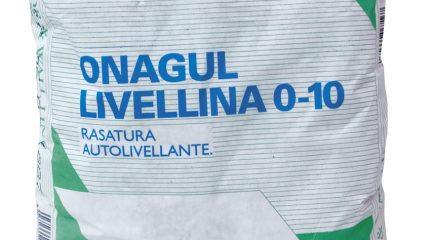 ONAGUL
LIVELLINA 0-10
RASATURA
AUTOLIVELLANTE.